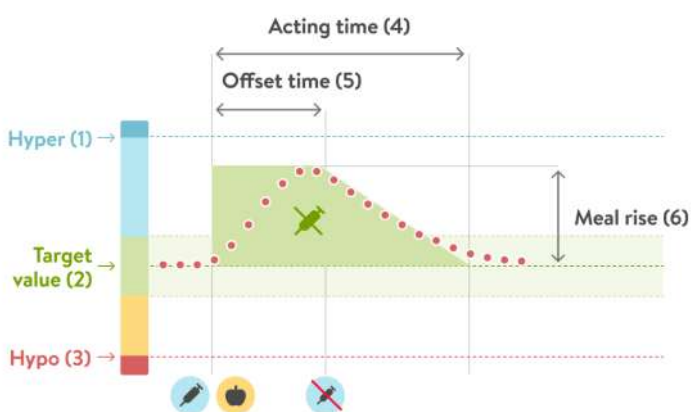 Acting time (4)
Offset time (5)
Hyper (1)
Meal rise (6)
Target
value (2)
Hypo (3)